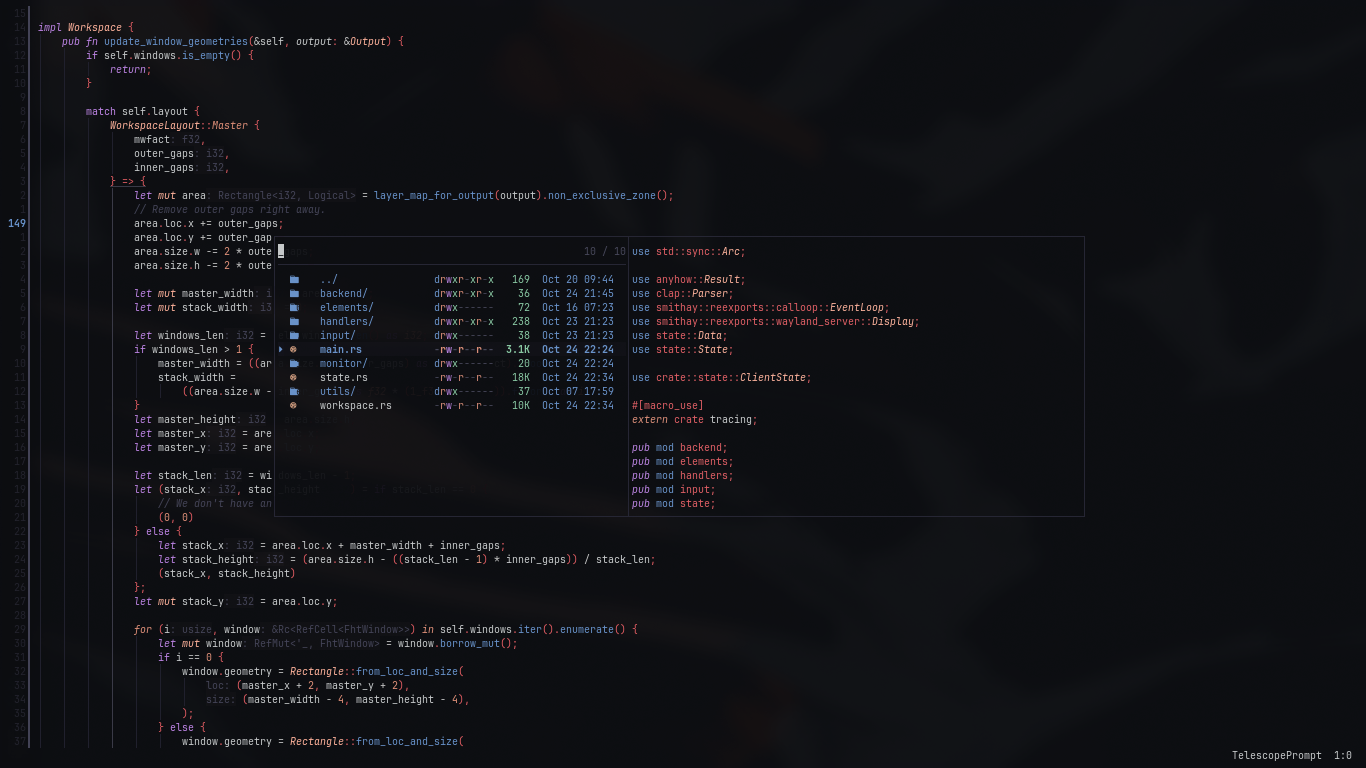 15
14 impl Workspace {
13 pub fn update_window_geometries(&self, output: &Output) {
12 if self.windows.is_empty() {
11 return;
10 }
9
8 match self.layout {
7 WorkspaceLayout::Master {
6 mwfact: f32,
5 outer_gaps: i32,
4 inner_gaps: i32,
3 } => {
2 let mut area: Rectangle<i32, Logical> = layer_map_for_output(output).non_exclusive_zone();
1 // Remove outer gaps right away.
149 area.loc.x += outer_gaps;
1 area.loc.y += outer_gap
2 area.size.w -= 2 * oute
3 area.size.h -= 2 * oute
4
5 let mut master_width: i
6 let mut stack_width: i3
7
8 let windows_len: i32 =
9 if windows_len > 1 {
10 master_width = ((ar
11 stack_width =
12 ((area.size.w -
13 }
14 let master_height: i32
15 let master_x: i32 = are
16 let master_y: i32 = are
17
18 let stack_len: i32 = wi
19 let (stack_x: i32, stac
20 // We don't have an
21 (0, 0)
22 } else {
23 let stack_x: i32 = area.loc.x + master_width + inner_gaps;
24 let stack_height: i32 = (area.size.h - ((stack_len - 1) * inner_gaps)) / stack_len;
25 (stack_x, stack_height)
26 };
27 let mut stack_y: i32 = area.loc.y;
28
29 for (i: usize, window: &Rc<RefCell<FhtWindow>>) in self.windows.iter().enumerate() {
30 let mut window: RefMut<'_, FhtWindow> = window.borrow_mut();
31 if i == 0 {
32 window.geometry = Rectangle::from_loc_and_size(
33 loc: (master_x + 2, master_y + 2),
34 size: (master_width - 4, master_height - 4),
35 );
36 } else {
37 window.geometry = Rectangle::from_loc_and_size(
10 / 10
../ drwxr-xr-x 169 Oct 20 09:44
backend/ drwxr-xr-x 36 Oct 24 21:45
elements/ drwx------ 72 Oct 16 07:23
handlers/ drwxr-xr-x 238 Oct 23 21:23
input/ drwx------ 38 Oct 23 21:23
main.rs -rw-r--r-- 3.1K Oct 24 22:24
monitor/ drwx------ 20 Oct 24 22:24
state.rs -rw-r--r-- 18K Oct 24 22:34
utils/ drwx------ 37 Oct 07 17:59
workspace.rs -rw-r--r-- 10K Oct 24 22:34
use std::sync::Arc;
use anyhow::Result;
use clap::Parser;
use smithay::reexports::calloop::EventLoop;
use smithay::reexports::wayland_server::Display;
use state::Data;
use state::State;
use crate::state::ClientState;
#[macro_use]
extern crate tracing;
pub mod backend;
pub mod elements;
pub mod handlers;
pub mod input;
pub mod state;
TelescopePrompt 1:0